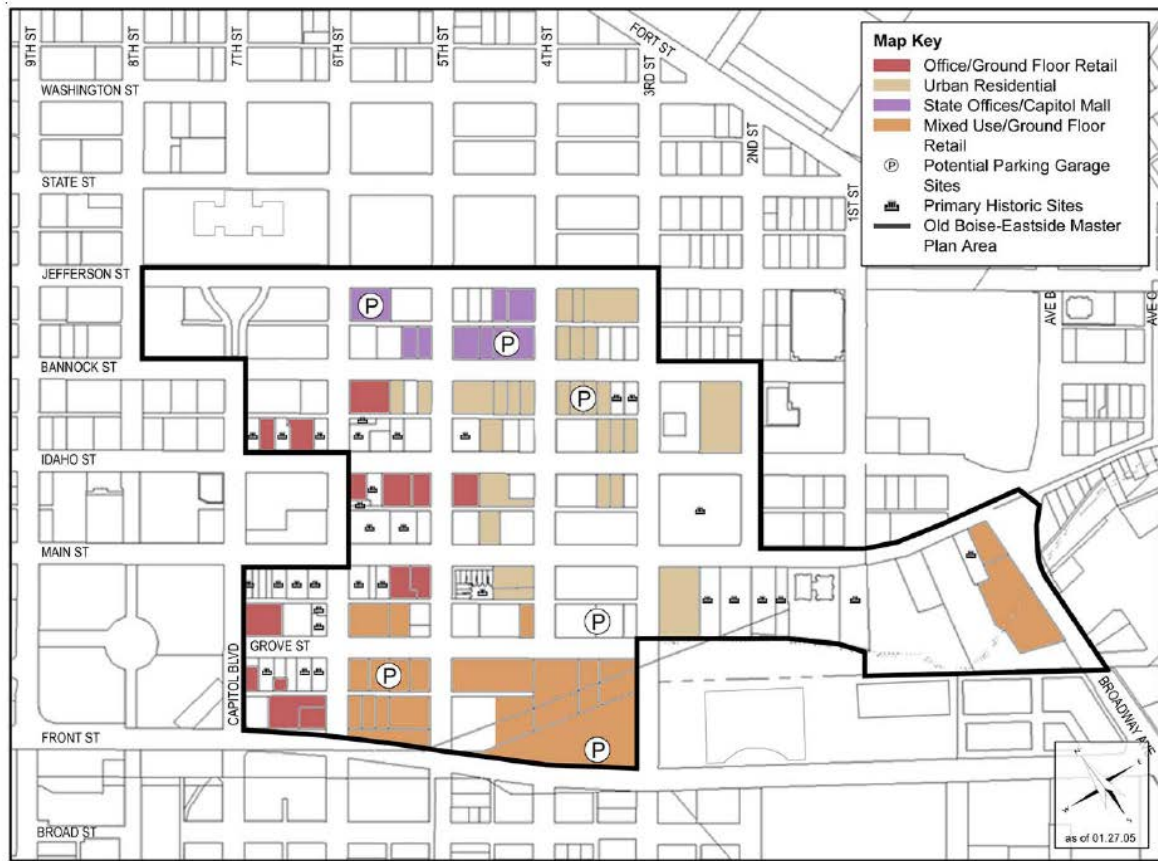 9TH ST
8TH ST
7TH ST
6TH ST
5TH ST
4TH ST
3RD ST
FORT ST
2ND ST
1ST ST
AVE B
AVE C
WASHINGTON ST
STATE ST
JEFFERSON ST
BANNOCK ST
IDAHO ST
MAIN ST
GROVE ST
CAPITOL BLVD
FRONT ST
BROAD ST
BROADWAY AVE
Map Key
Office/Ground Floor Retail
Urban Residential
State Offices/Capitol Mall
Mixed Use/Ground Floor
Retail
P Potential Parking Garage
Sites
Primary Historic Sites
Old Boise-Eastside Master
Plan Area
P
P
P
P
P
P
as of 01.27.05